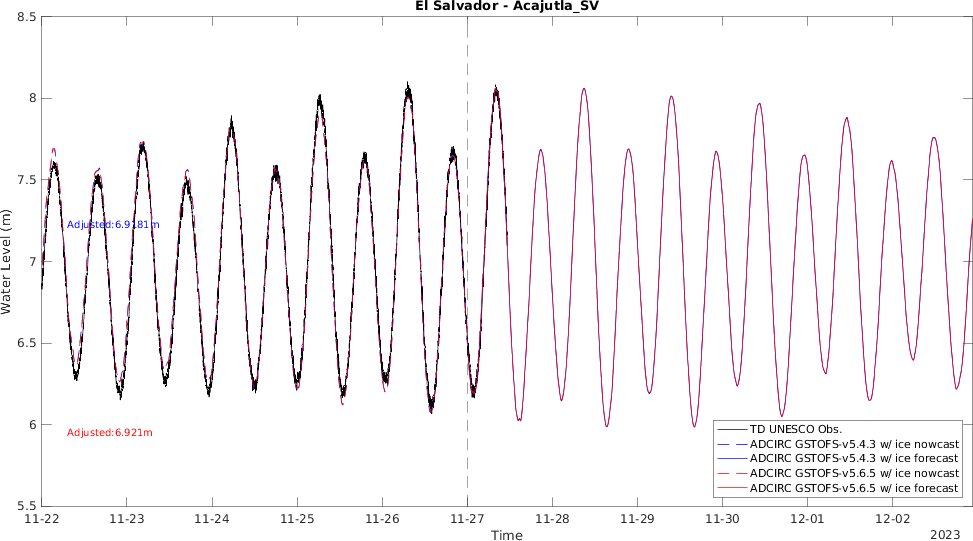 El Salvador - Acajutla_SV
8.5
8
7.5
7
6.5
6
5.5
Water Level (m)
Adjusted:6.9181m
Adjusted:6.921m
TD UNESCO Obs.
ADCIRC GSTOFS-v5.4.3 w/ ice nowcast
ADCIRC GSTOFS-v5.4.3 w/ ice forecast
ADCIRC GSTOFS-v5.6.5 w/ ice nowcast
ADCIRC GSTOFS-v5.6.5 w/ ice forecast
11-22 11-23 11-24 11-25 11-26 11-27 11-28 11-29 11-30 12-01 12-02
Time
2023